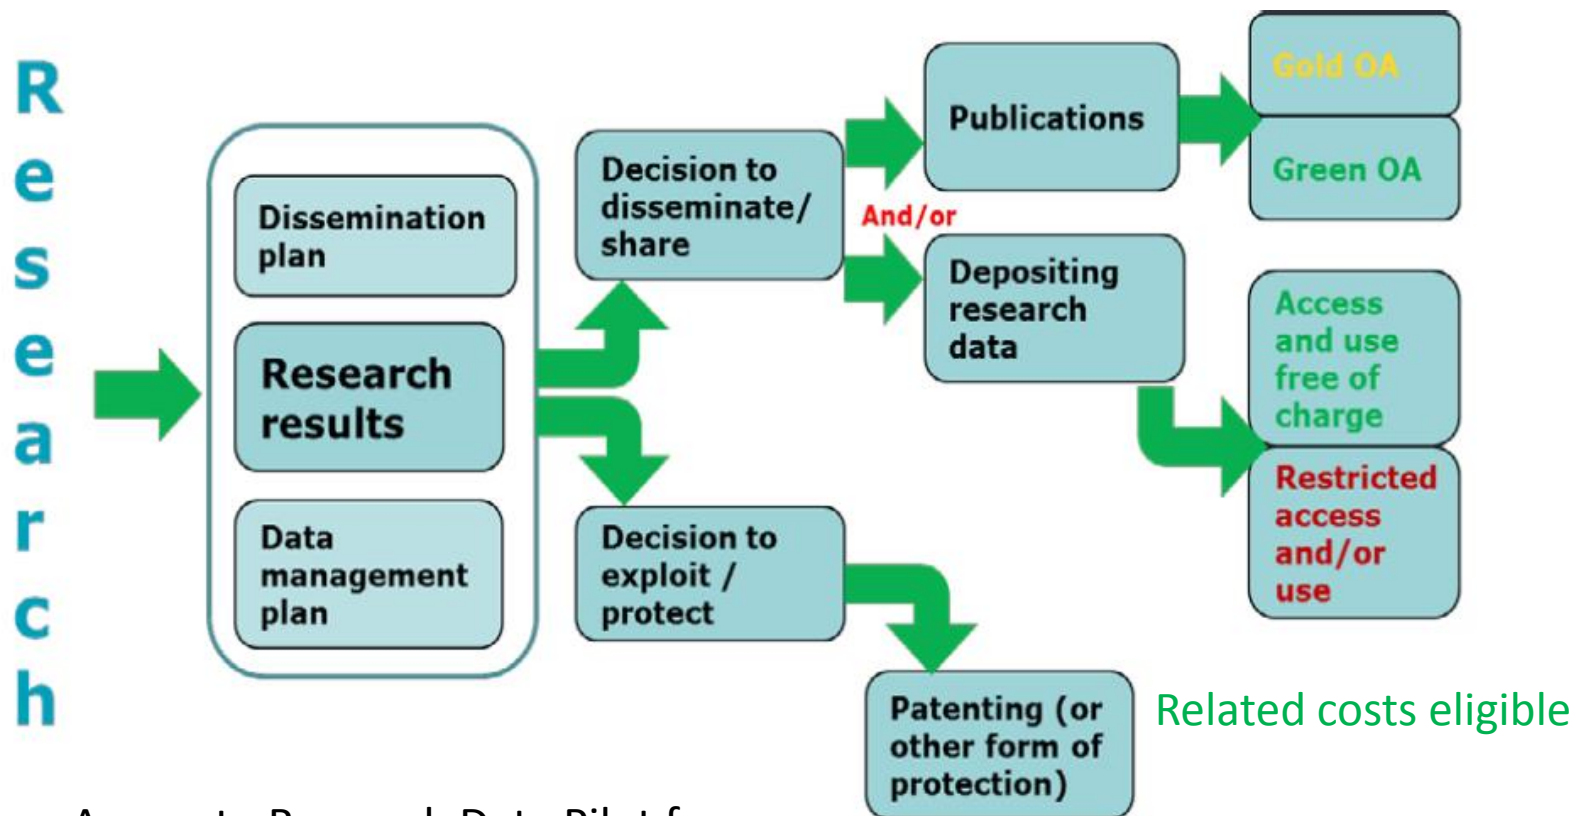 Research
Dissemination
plan
Research
results
Data
management
plan
Decision to
disseminate/
share
Decision to
exploit /
protect
And/or
Publications
Depositing
research
data
Gold OA
Green OA
Access
and use
free of
charge
Restricted
access
and/or
use
Patenting (or
other form of
protection)
Related costs eligible